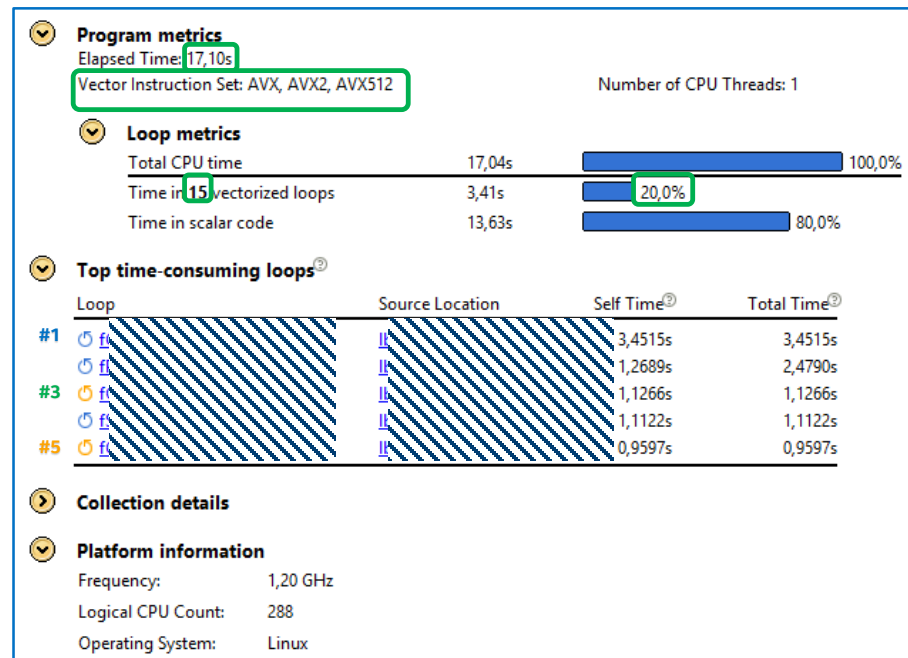 Program metrics
Elapsed Time: 17,10s
Vector Instruction Set: AVX, AVX2, AVX512 Number of CPU Threads: 1
Loop metrics
Total CPU time 17,04s 100,0%
Time in 15 vectorized loops 3,41s 20,0%
Time in scalar code 13,63s 80,0%
Top time-consuming loops
Loop Source Location Self Time Total Time
#1 3,4515s 3,4515s
1,2689s 2,4790s
#3 1,1266s 1,1266s
1,1122s 1,1122s
#5 0,9597s 0,9597s
Collection details
Platform information
Frequency: 1,20 GHz
Logical CPU Count: 288
Operating System: Linux